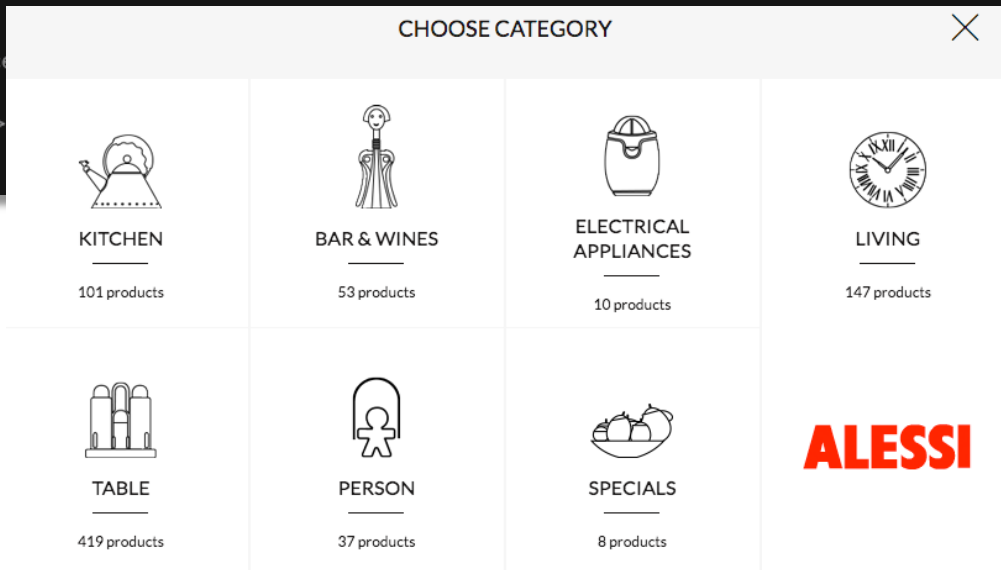 CHOOSE CATEGORY
KITCHEN
101 products
BAR & WINES
53 products
ELECTRICAL
APPLIANCES
10 products
LIVING
147 products
TABLE
419 products
PERSON
37 products
SPECIALS
8 products
ALESSI